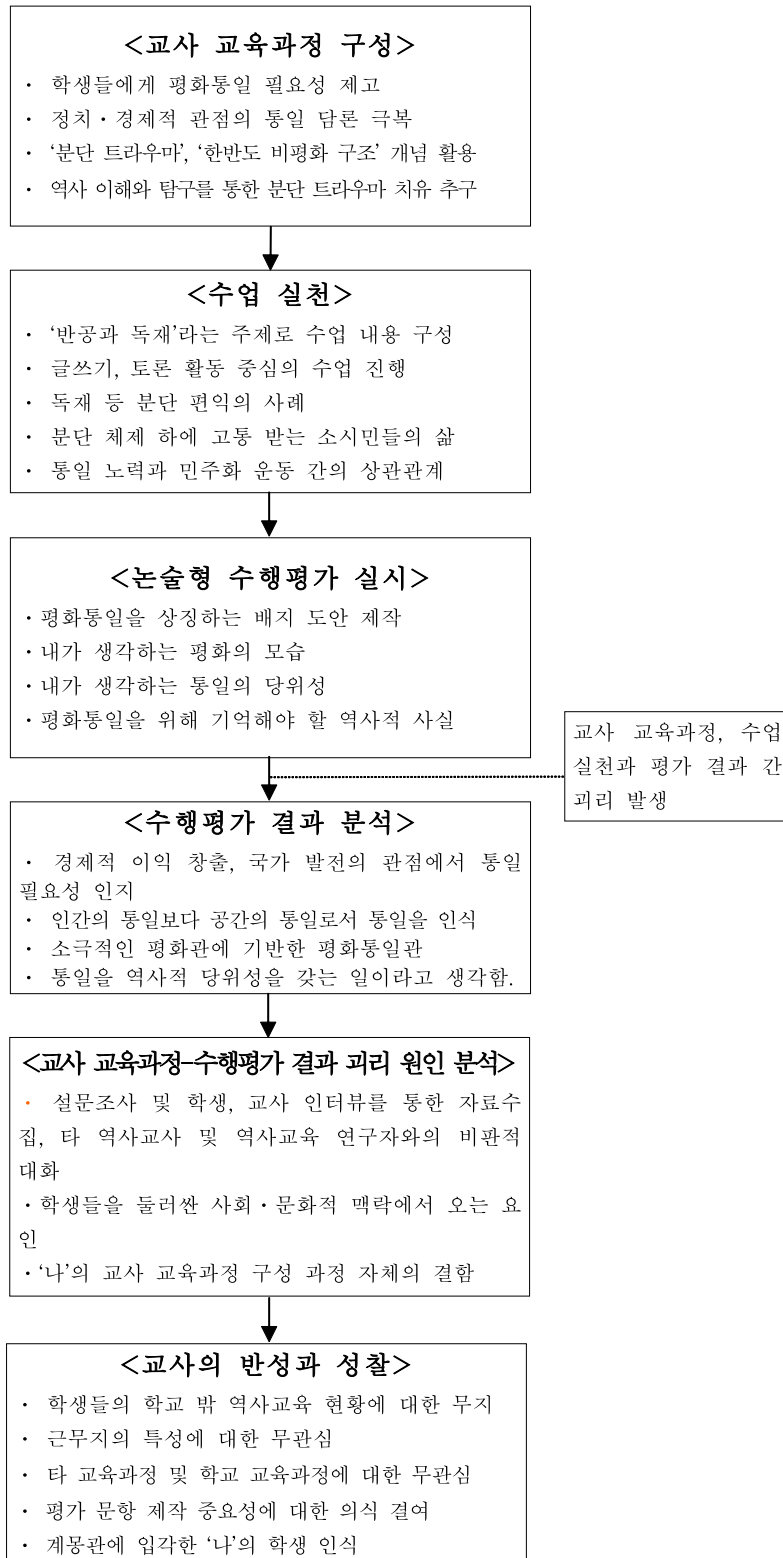 <교사 교육과정 구성>
· 학생들에게 평화통일 필요성 제고
· 정치・경제적 관점의 통일 담론 극복
· ‘분단 트라우마’, ‘한반도 비평화 구조’ 개념 활용
· 역사 이해와 탐구를 통한 분단 트라우마 치유 추구
<수업 실천>
· ‘반공과 독재’라는 주제로 수업 내용 구성
· 글쓰기, 토론 활동 중심의 수업 진행
· 독재 등 분단 편익의 사례
· 분단 체제 하에 고통 받는 소시민들의 삶
· 통일 노력과 민주화 운동 간의 상관관계
<논술형 수행평가 실시>
·평화통일을 상징하는 배지 도안 제작
·내가 생각하는 평화의 모습
·내가 생각하는 통일의 당위성
·평화통일을 위해 기억해야 할 역사적 사실
교사 교육과정, 수업
실천과 평가 결과 간
괴리 발생
<수행평가 결과 분석>
· 경제적 이익 창출, 국가 발전의 관점에서 통일
필요성 인지
· 인간의 통일보다 공간의 통일로서 통일을 인식
· 소극적인 평화관에 기반한 평화통일관
· 통일을 역사적 당위성을 갖는 일이라고 생각함.
<교사 교육과정-수행평가 결과 괴리 원인 분석>
· 설문조사 및 학생, 교사 인터뷰를 통한 자료수
집, 타 역사교사 및 역사교육 연구자와의 비판적
대화
·학생들을 둘러싼 사회・문화적 맥락에서 오는 요
인
·‘나’의 교사 교육과정 구성 과정 자체의 결함
<교사의 반성과 성찰>
· 학생들의 학교 밖 역사교육 현황에 대한 무지
· 근무지의 특성에 대한 무관심
· 타 교육과정 및 학교 교육과정에 대한 무관심
· 평가 문항 제작 중요성에 대한 의식 결여
· 계몽관에 입각한 ‘나’의 학생 인식